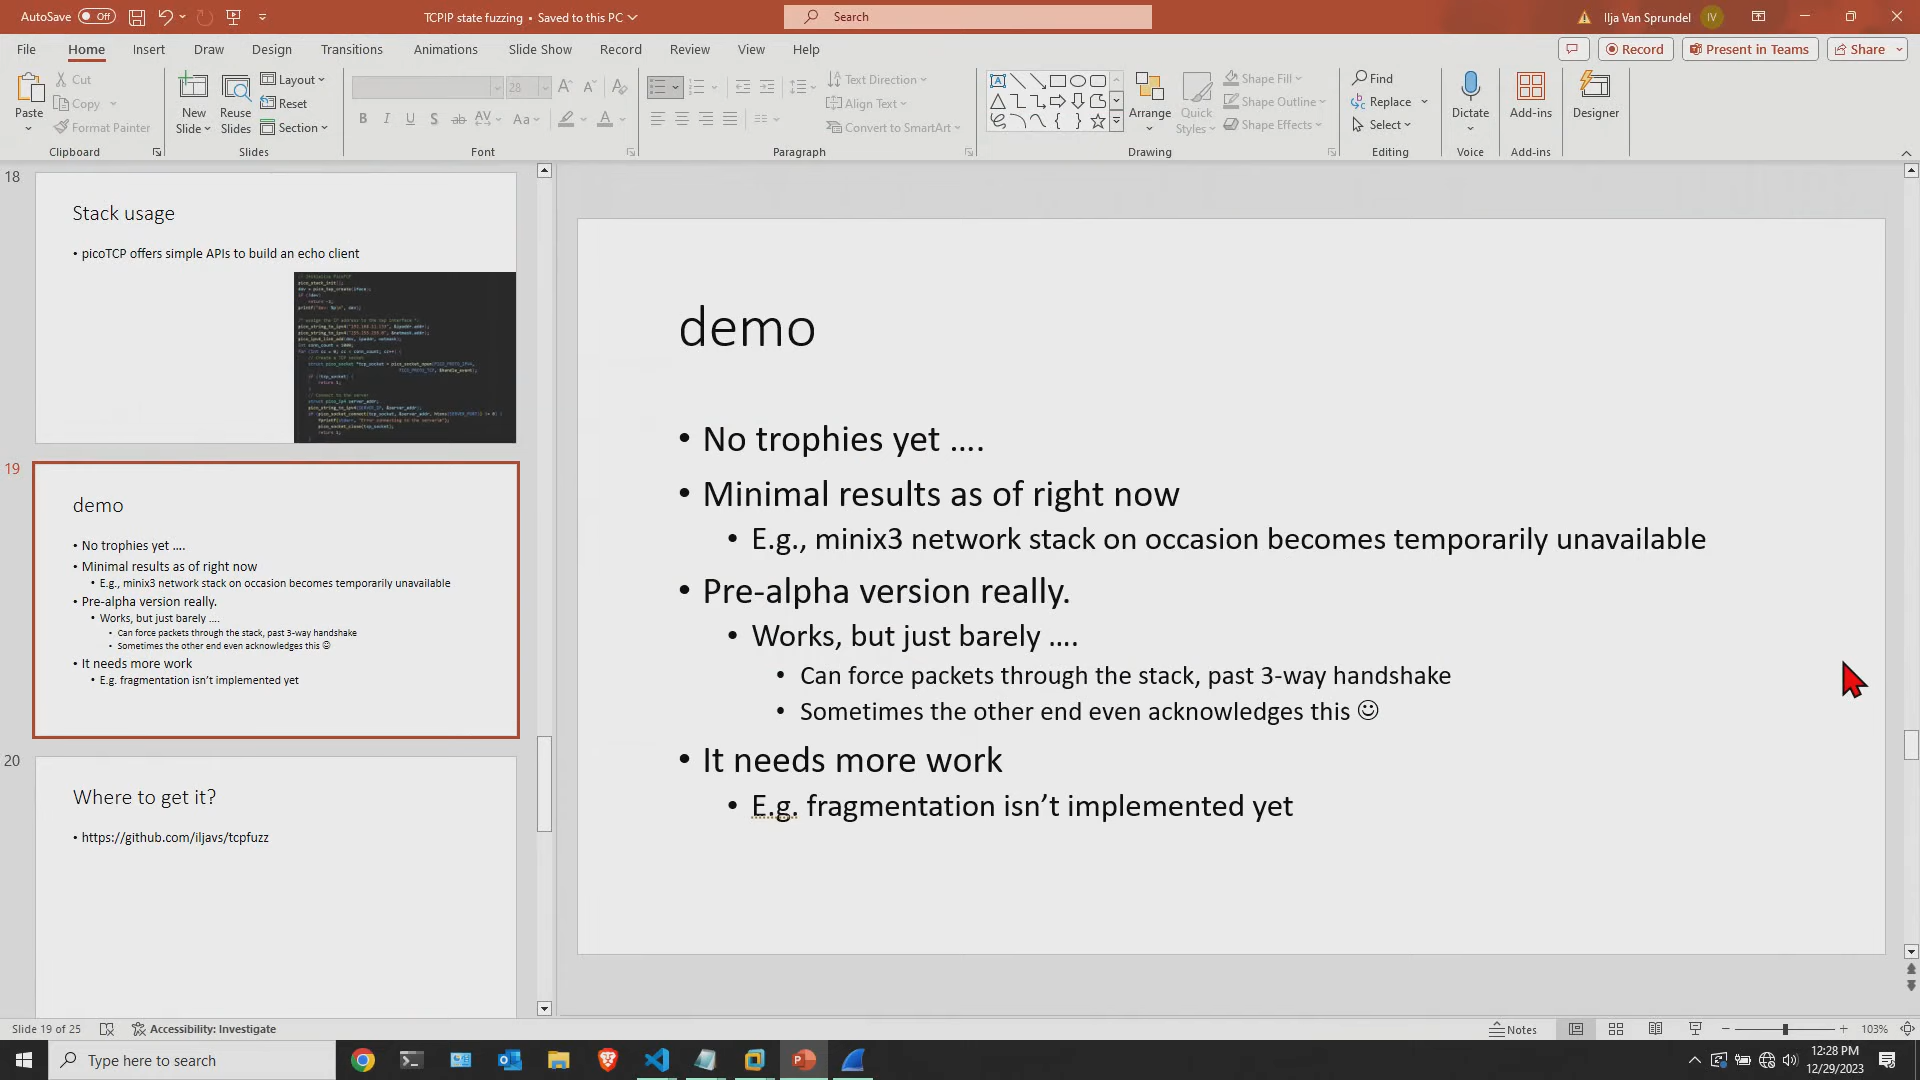 AutoSave Off
TCPIP state fuzzing • Saved to this PC
Search
Ilja Van Sprundel IV
File Home Insert Draw Design Transitions Animations Slide Show Record Review View Help
Record Present in Teams Share
Paste
Cut
Copy
Format Painter
Clipboard
New Slide
Reuse Slides
Layout
Reset
Section
Slides
28
Font
Text Direction
Align Text
Convert to SmartArt
Paragraph
Arrange
Quick Styles
Shape Fill
Shape Outline
Shape Effects
Drawing
Find
Replace
Select
Editing
Dictate
Voice
Add-ins
Add-ins
Designer
18
Stack usage
• picoTCP offers simple APIs to build an echo client
19
demo
• No trophies yet ....
• Minimal results as of right now
• E.g., minix3 network stack on occasion becomes temporarily unavailable
• Pre-alpha version really.
• Works, but just barely ....
• Can force packets through the stack, past 3-way handshake
• Sometimes the other end even acknowledges this ☺
• It needs more work
• E.g. fragmentation isn’t implemented yet
20
Where to get it?
• https://github.com/iljavs/tcpfuzz
demo
• No trophies yet ....
• Minimal results as of right now
• E.g., minix3 network stack on occasion becomes temporarily unavailable
• Pre-alpha version really.
• Works, but just barely ....
• Can force packets through the stack, past 3-way handshake
• Sometimes the other end even acknowledges this ☺
• It needs more work
• E.g. fragmentation isn’t implemented yet
Slide 19 of 25
Accessibility: Investigate
Notes
103%
Type here to search
12:28 PM
12/29/2023